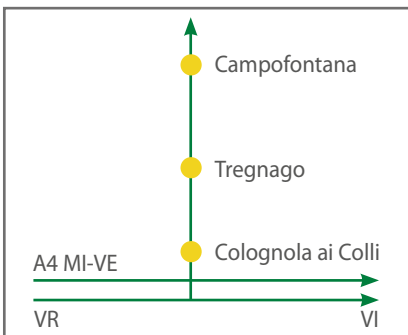 Campofontana
Tregnago
Colognola ai Colli
A4 MI-VE
VR VI